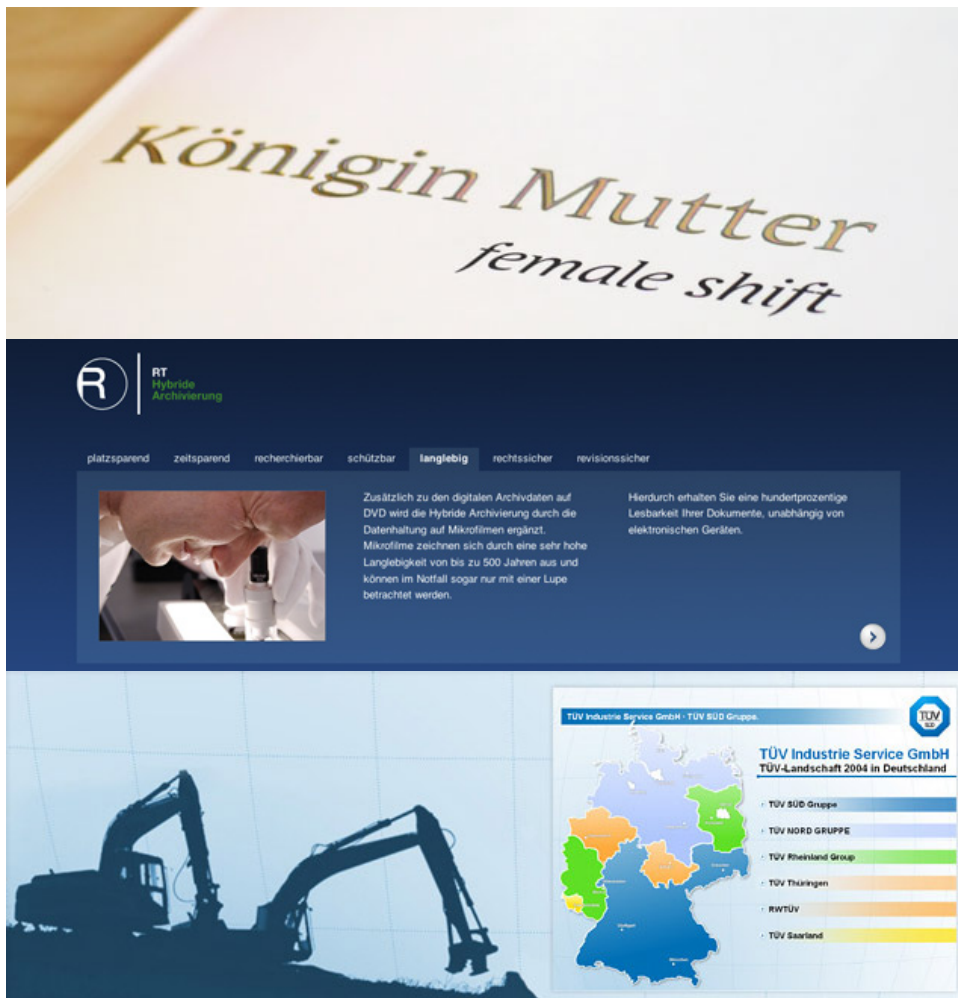 Königin Mutter
female shift
R
RT
Hybride
Archivierung
platzsparend zeitsparend recherchierbar schützbar langlebig rechtssicher revisionssicher
Zusätzlich zu den digitalen Archivdaten auf
DVD wird die Hybride Archivierung durch die
Datenhaltung auf Mikrofilmen ergänzt.
Mikrofilme zeichnen sich durch eine sehr hohe
Langlebigkeit von bis zu 500 Jahren aus und
können im Notfall sogar nur mit einer Lupe
betrachtet werden.
Hierdurch erhalten Sie eine hundertprozentige
Lesbarkeit Ihrer Dokumente, unabhängig von
elektronischen Geräten.
TÜV Industrie Service GmbH · TÜV SÜD Gruppe.
TÜV
SÜD
TÜV Industrie Service GmbH
TÜV-Landschaft 2004 in Deutschland
TÜV SÜD Gruppe
TÜV NORD GRUPPE
TÜV Rheinland Group
TÜV Thüringen
RWTÜV
TÜV Saarland